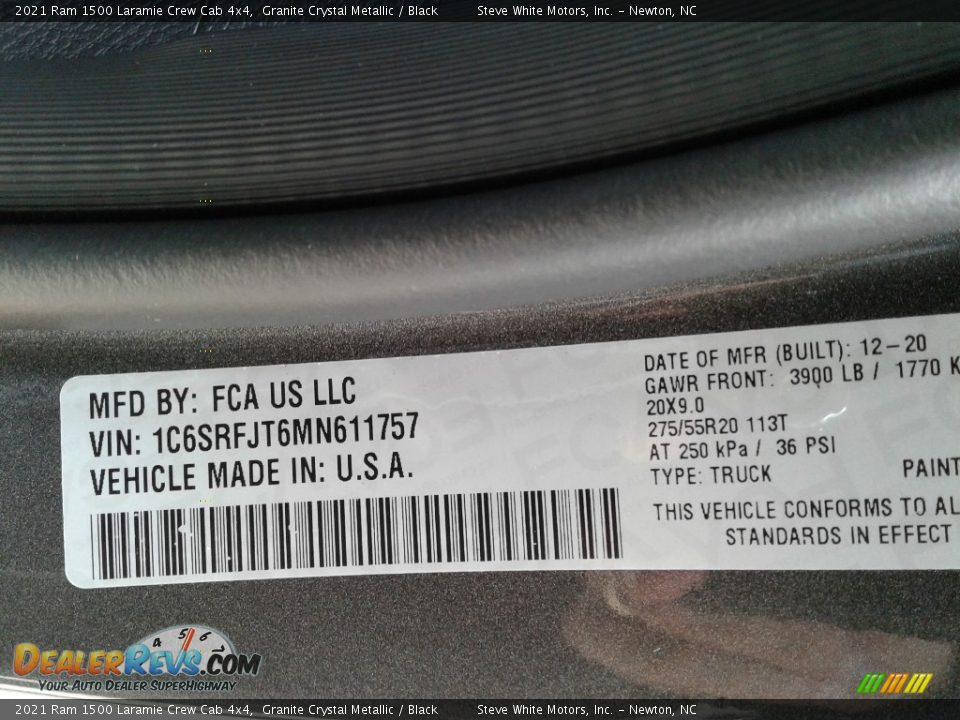 2021 Ram 1500 Laramie Crew Cab 4x4,  Granite Crystal Metallic / Black        Steve White Motors, Inc. – Newton, NC
MFD BY: FCA US LLC
VIN: 1C6SRFJT6MN611757
VEHICLE MADE IN: U.S.A.
DATE OF MFR (BUILT): 12–20
GAWR FRONT: 3900 LB / 1770 K
20X9.0
275/55R20 113T
AT 250 kPa / 36 PSI
TYPE: TRUCK PAINT
THIS VEHICLE CONFORMS TO AL
STANDARDS IN EFFECT
4 5 6
DEALERREVS.COM
YOUR AUTO DEALER SUPERHIGHWAY
2021 Ram 1500 Laramie Crew Cab 4x4,  Granite Crystal Metallic / Black        Steve White Motors, Inc. – Newton, NC